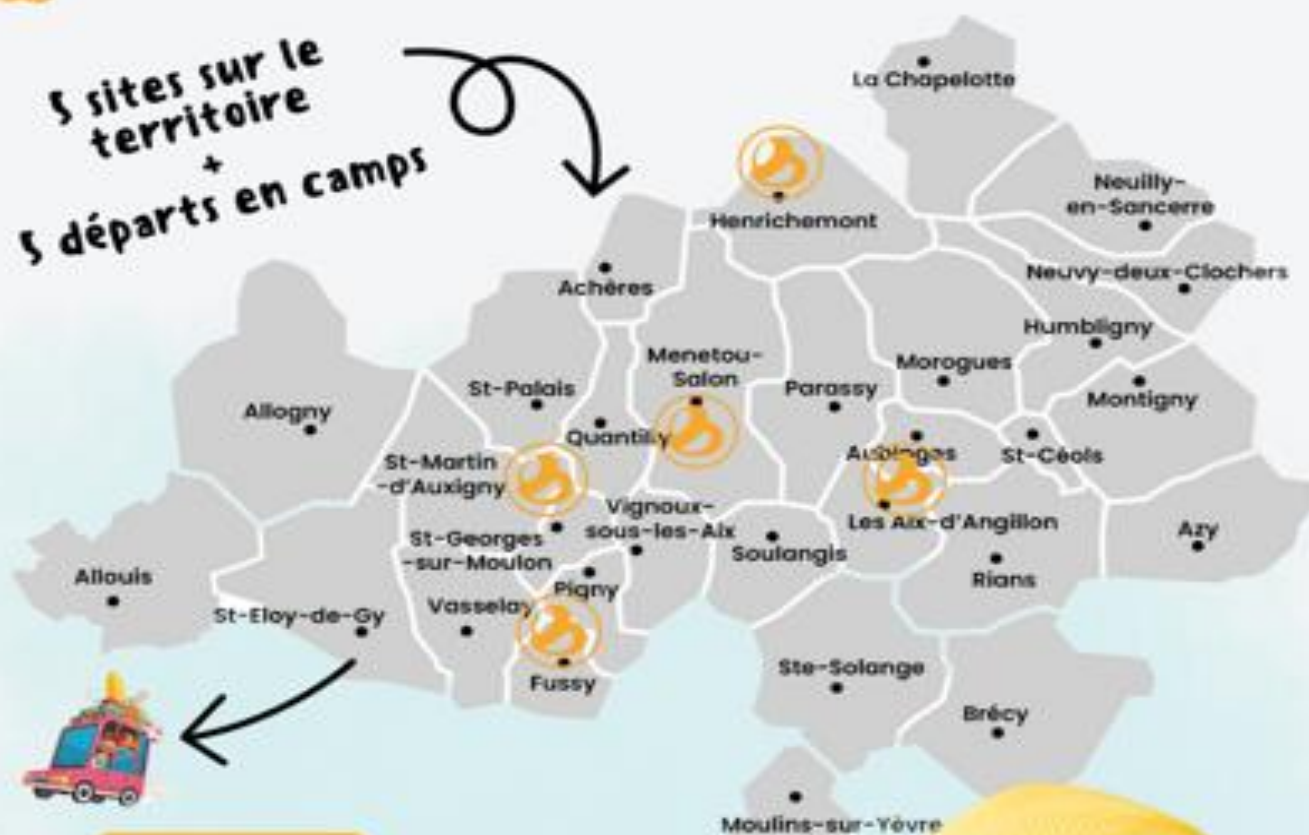 5 sites sur le
territoire
+
5 départs en camps
La Chapelotte
Neuilly-
en-Sancerre
Henrichemont
Neuvy-deux-Clochers
Achères
Humbligny
Menetou-
Salon
Morogues
St-Palais
Parassy
Montigny
Allogny
Quantilly
Aubinges
St-Céols
St-Martin
-d'Auxigny
Vignoux-
sous-les-Aix
Les Aix-d'Angillon
Azy
St-Georges
-sur-Moulon
Soulangis
Allouis
Pigny
Rians
St-Eloy-de-Gy
Vasselay
Ste-Solange
Fussy
Brécy
Moulins-sur-Yèvre